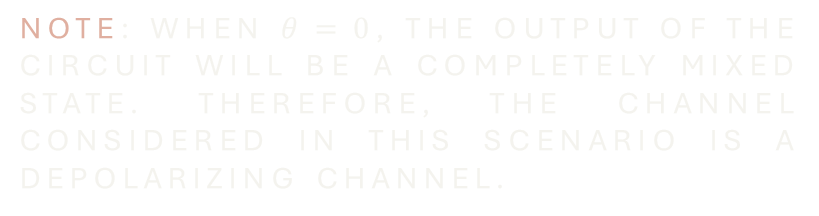 NOTE: WHEN θ = 0, THE OUTPUT OF THE
CIRCUIT WILL BE A COMPLETELY MIXED
STATE. THEREFORE, THE CHANNEL
CONSIDERED IN THIS SCENARIO IS A
DEPOLARIZING CHANNEL.